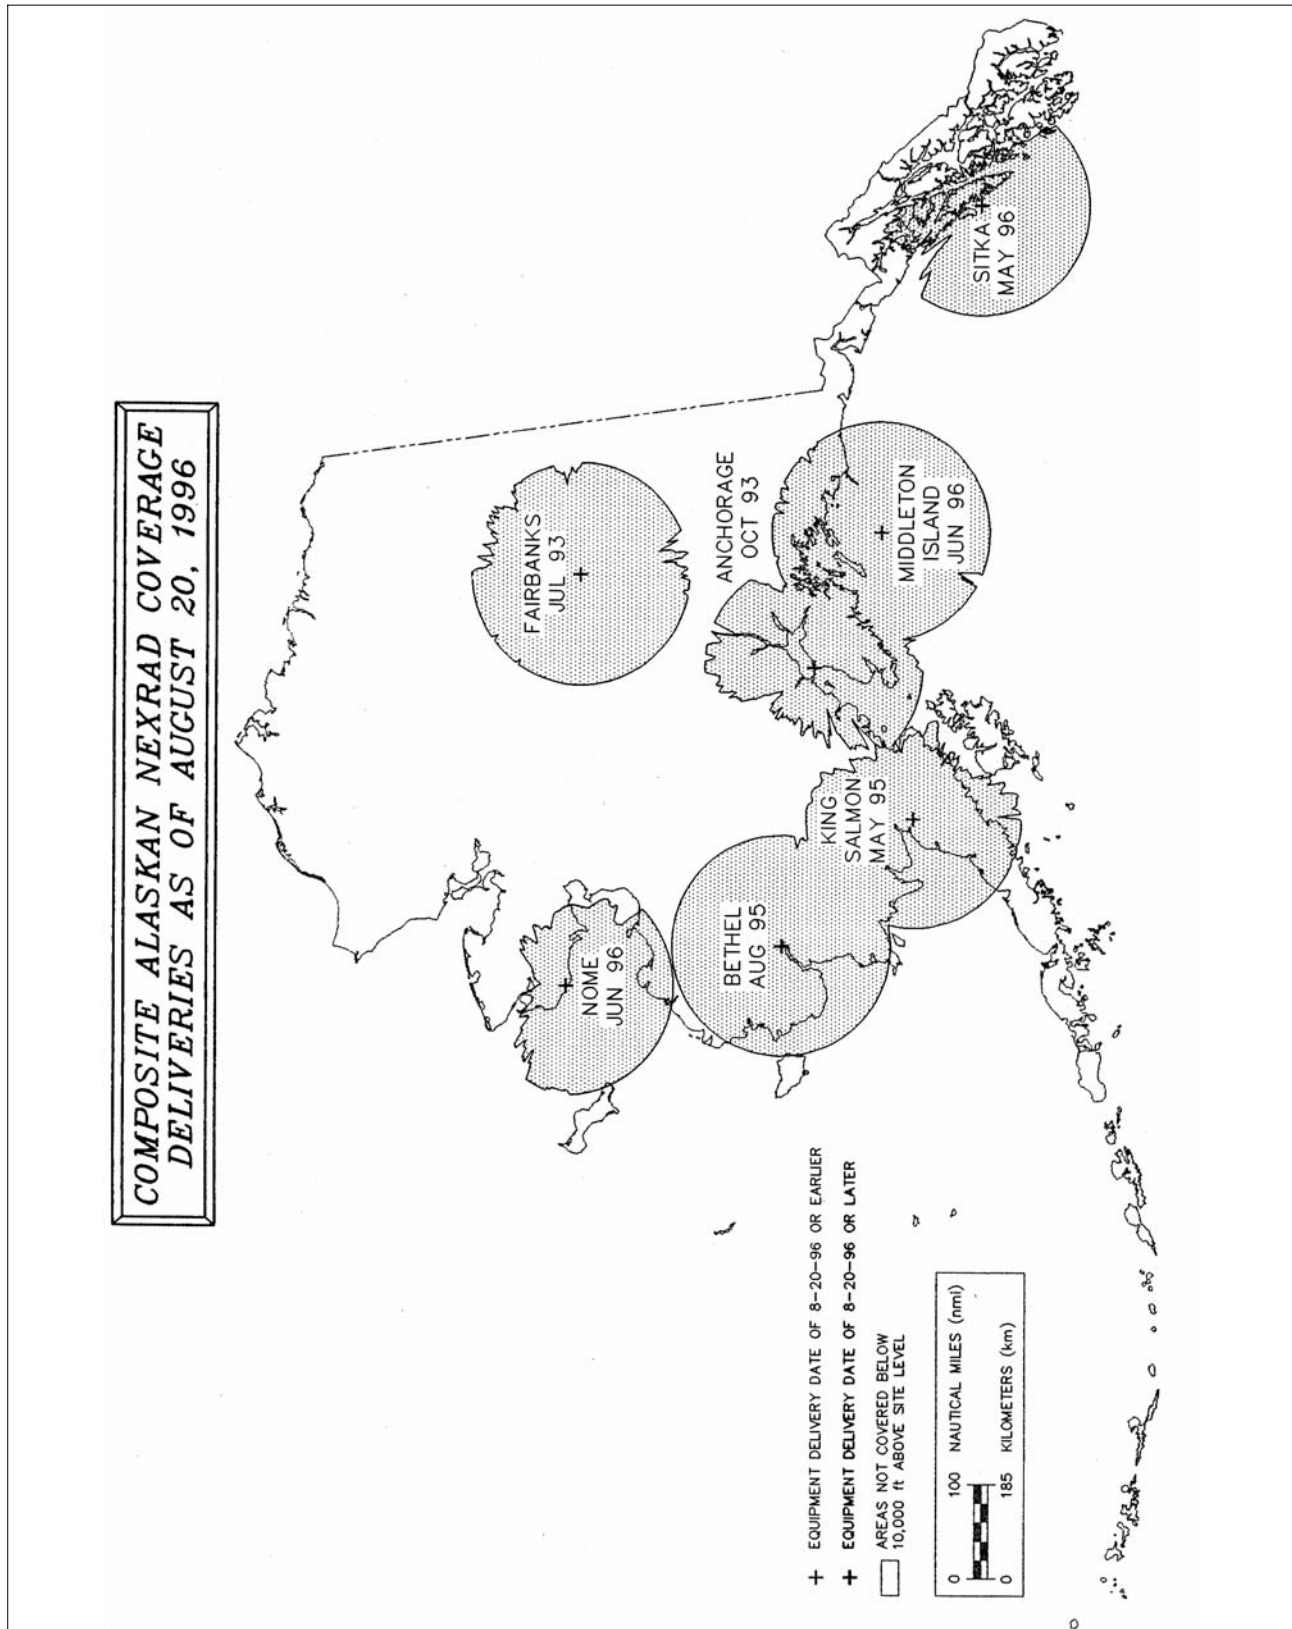 COMPOSITE ALASKAN NEXRAD COVERAGE
DELIVERIES AS OF AUGUST 20, 1996
FAIRBANKS
JUL 93
ANCHORAGE
OCT 93
MIDDLETON
ISLAND
JUN 96
SITKA
MAY 96
KING
SALMON
MAY 95
BETHEL
AUG 95
NOME
JUN 96
EQUIPMENT DELIVERY DATE OF 8-20-96 OR EARLIER
EQUIPMENT DELIVERY DATE OF 8-20-96 OR LATER
AREAS NOT COVERED BELOW
10,000 ft ABOVE SITE LEVEL
0 100 NAUTICAL MILES (nmi)
0 185 KILOMETERS (km)